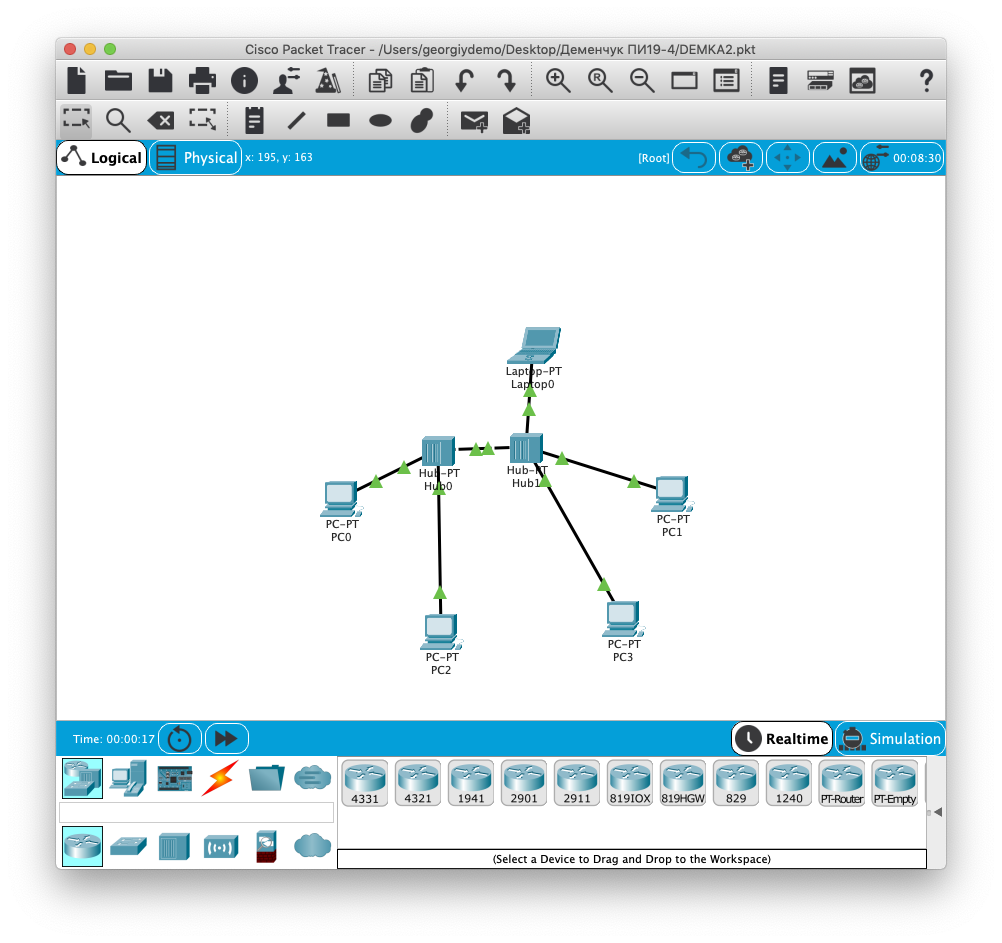 Cisco Packet Tracer - /Users/georgiydemo/Desktop/Деменчук ПИ19-4/DEMKA2.pkt
Logical
Physical
x: 195, y: 163
[Root]
00:08:30
Laptop-PT
Laptop0
Hub-PT
Hub0
Hub-PT
Hub1
PC-PT
PC0
PC-PT
PC1
PC-PT
PC2
PC-PT
PC3
Time: 00:00:17
Realtime
Simulation
4331
4321
1941
2901
2911
819IOX
819HGW
829
1240
PT-Router
PT-Empty
(Select a Device to Drag and Drop to the Workspace)